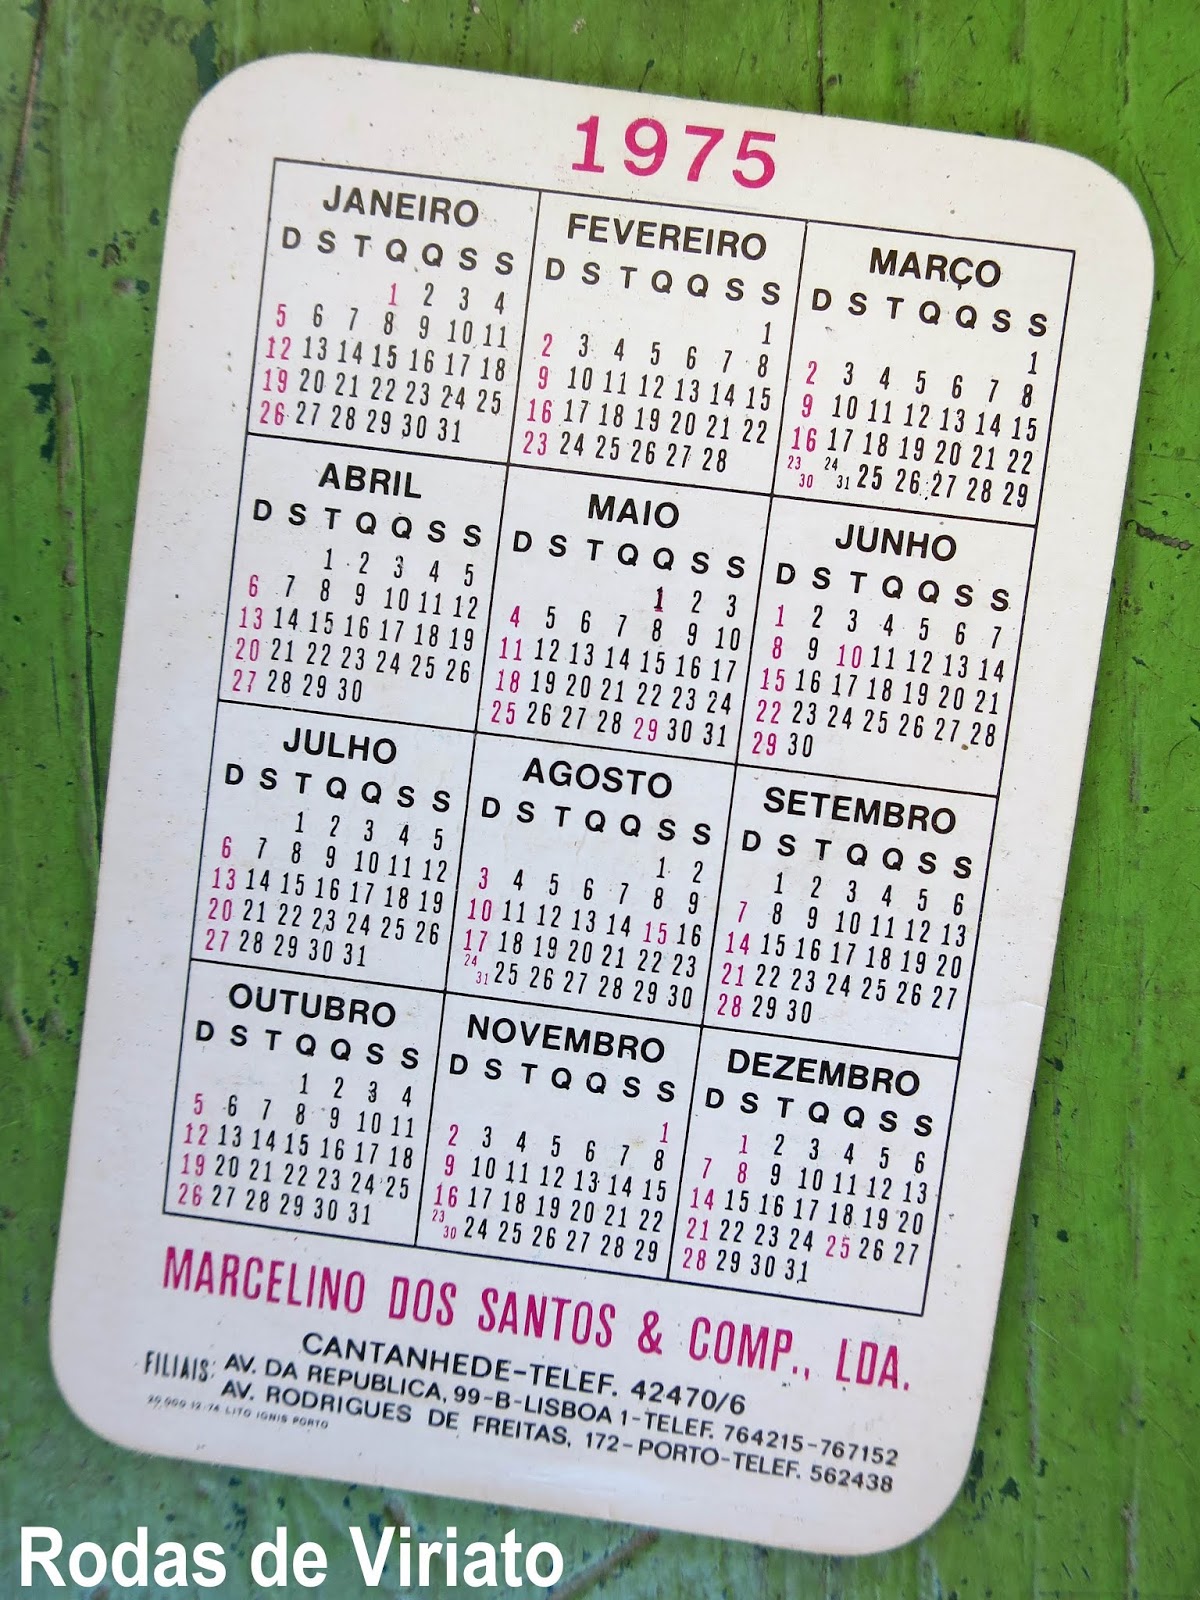 1975
JANEIRO
D S T Q Q S S
1 2 3 4
5 6 7 8 9 10 11
12 13 14 15 16 17 18
19 20 21 22 23 24 25
26 27 28 29 30 31
FEVEREIRO
D S T Q Q S S
1
2 3 4 5 6 7 8
9 10 11 12 13 14 15
16 17 18 19 20 21 22
23 24 25 26 27 28
MARÇO
D S T Q Q S S
1
2 3 4 5 6 7 8
9 10 11 12 13 14 15
16 17 18 19 20 21 22
23 30 24 31 25 26 27 28 29
ABRIL
D S T Q Q S S
1 2 3 4 5
6 7 8 9 10 11 12
13 14 15 16 17 18 19
20 21 22 23 24 25 26
27 28 29 30
MAIO
D S T Q Q S S
1 2 3
4 5 6 7 8 9 10
11 12 13 14 15 16 17
18 19 20 21 22 23 24
25 26 27 28 29 30 31
JUNHO
D S T Q Q S S
1 2 3 4 5 6 7
8 9 10 11 12 13 14
15 16 17 18 19 20 21
22 23 24 25 26 27 28
29 30
JULHO
D S T Q Q S S
1 2 3 4 5
6 7 8 9 10 11 12
13 14 15 16 17 18 19
20 21 22 23 24 25 26
27 28 29 30 31
AGOSTO
D S T Q Q S S
1 2
3 4 5 6 7 8 9
10 11 12 13 14 15 16
17 18 19 20 21 22 23
24 31 25 26 27 28 29 30
SETEMBRO
D S T Q Q S S
1 2 3 4 5 6
7 8 9 10 11 12 13
14 15 16 17 18 19 20
21 22 23 24 25 26 27
28 29 30
OUTUBRO
D S T Q Q S S
1 2 3 4
5 6 7 8 9 10 11
12 13 14 15 16 17 18
19 20 21 22 23 24 25
26 27 28 29 30 31
NOVEMBRO
D S T Q Q S S
1
2 3 4 5 6 7 8
9 10 11 12 13 14 15
16 17 18 19 20 21 22
23 30 24 25 26 27 28 29
DEZEMBRO
D S T Q Q S S
1 2 3 4 5 6
7 8 9 10 11 12 13
14 15 16 17 18 19 20
21 22 23 24 25 26 27
28 29 30 31
MARCELINO DOS SANTOS & COMP., LDA.
CANTANHEDE-TELEF. 42470/6
FILIAIS: AV. DA REPUBLICA, 99-B-LISBOA 1-TELEF. 764215-767152
AV. RODRIGUES DE FREITAS, 172-PORTO-TELEF. 562438
20.000 12-74 LITO IGNIS PORTO
Rodas de Viriato